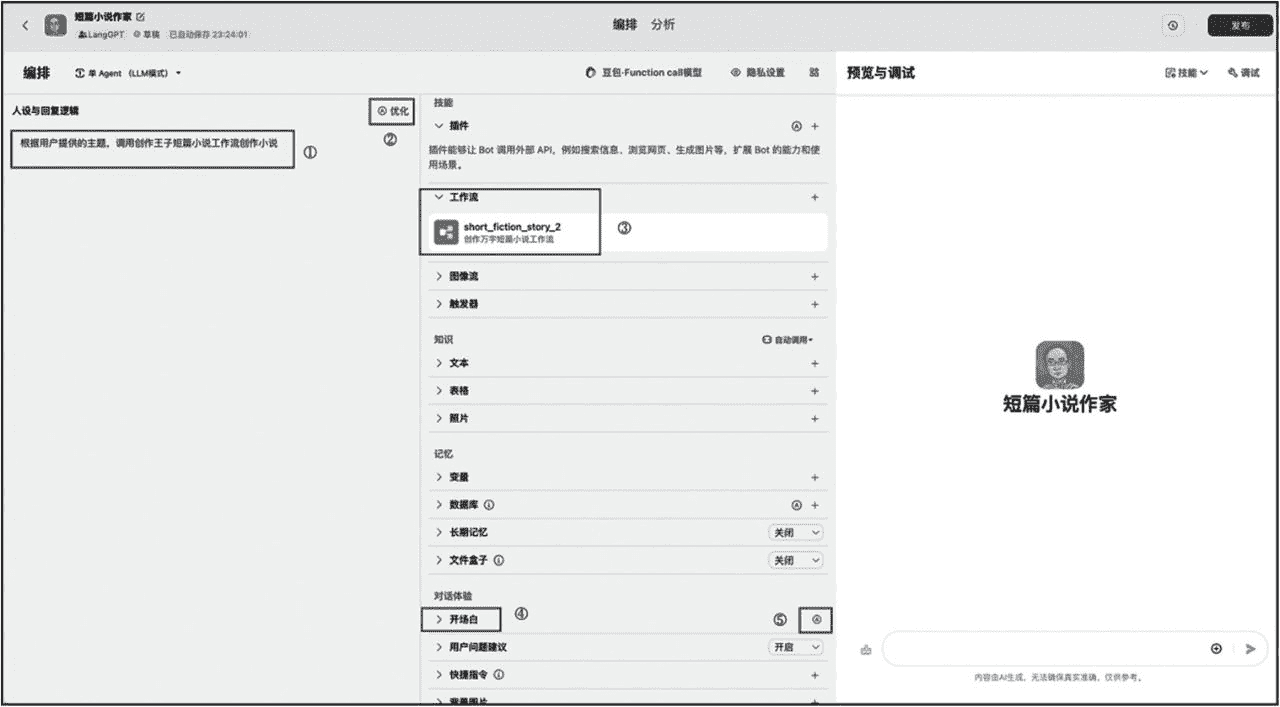 短篇小说作家
LangGPT 草稿 已自动保存 23:24:01
编排 分析
发布
编排
单 Agent（LLM模式）
豆包·Function call模型
隐私设置
预览与调试
技能
调试
人设与回复逻辑
优化
②
根据用户提供的主题，调用创作王子短篇小说工作流创作小说
①
技能
插件
插件能够让 Bot 调用外部 API，例如搜索信息、浏览网页、生成图片等，扩展 Bot 的能力和使
用场景。
工作流
short_fiction_story_2
创作万字短篇小说工作流
③
图像流
触发器
知识
自动调用
文本
表格
照片
记忆
变量
数据库
长期记忆 关闭
文件盒子 关闭
对话体验
开场白
④
⑤
用户问题建议 开启
快捷指令
背景图片
短篇小说作家
内容由AI生成，无法确保真实准确，仅供参考。